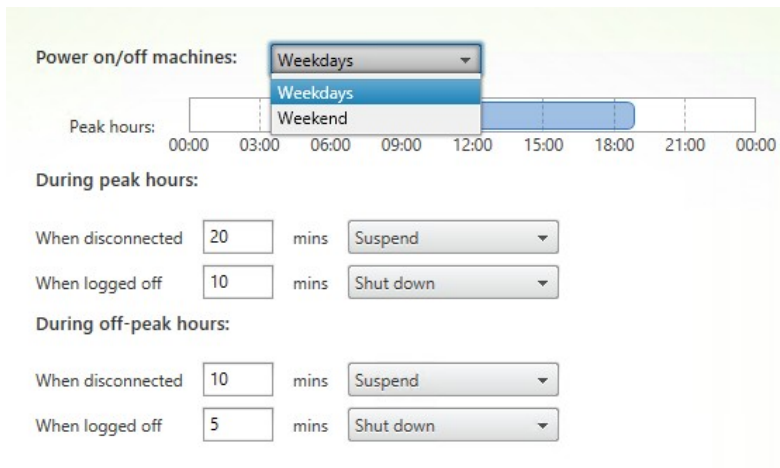 Power on/off machines: Weekdays
Weekdays
Weekend
Peak hours:
00:00 03:00 06:00 09:00 12:00 15:00 18:00 21:00 00:00
During peak hours:
When disconnected 20 mins Suspend
When logged off 10 mins Shut down
During off-peak hours:
When disconnected 10 mins Suspend
When logged off 5 mins Shut down